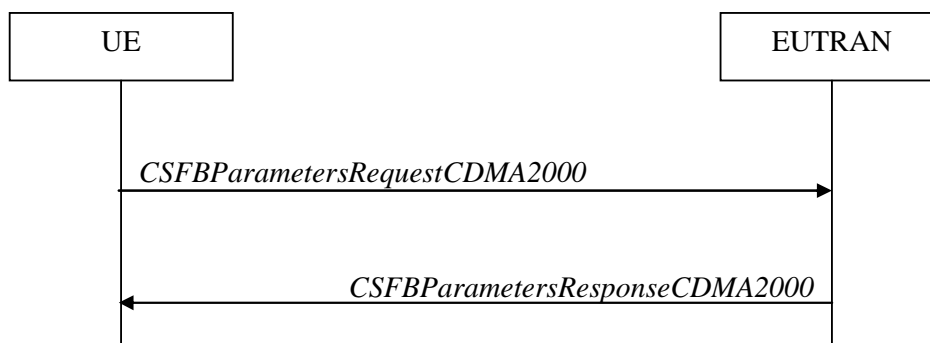 UE
EUTRAN
CSFBParametersRequestCDMA2000
CSFBParametersResponseCDMA2000